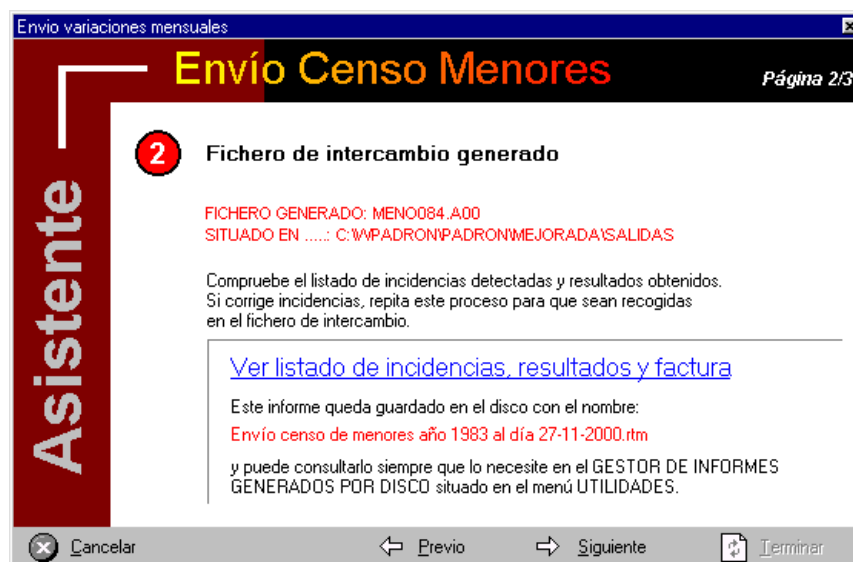 Envio variaciones mensuales
Envío Censo Menores
Página 2/3
Asistente
2
Fichero de intercambio generado
FICHERO GENERADO: MENO084.A00
SITUADO EN .....: C:\WPADRON\PADRON\MEJORADA\SALIDAS
Compruebe el listado de incidencias detectadas y resultados obtenidos.
Si corrige incidencias, repita este proceso para que sean recogidas
en el fichero de intercambio.
Ver listado de incidencias, resultados y factura
Este informe queda guardado en el disco con el nombre:
Envío censo de menores año 1983 al día 27-11-2000.rtm
y puede consultarlo siempre que lo necesite en el GESTOR DE INFORMES
GENERADOS POR DISCO situado en el menú UTILIDADES.
Cancelar
Previo
Siguiente
Terminar